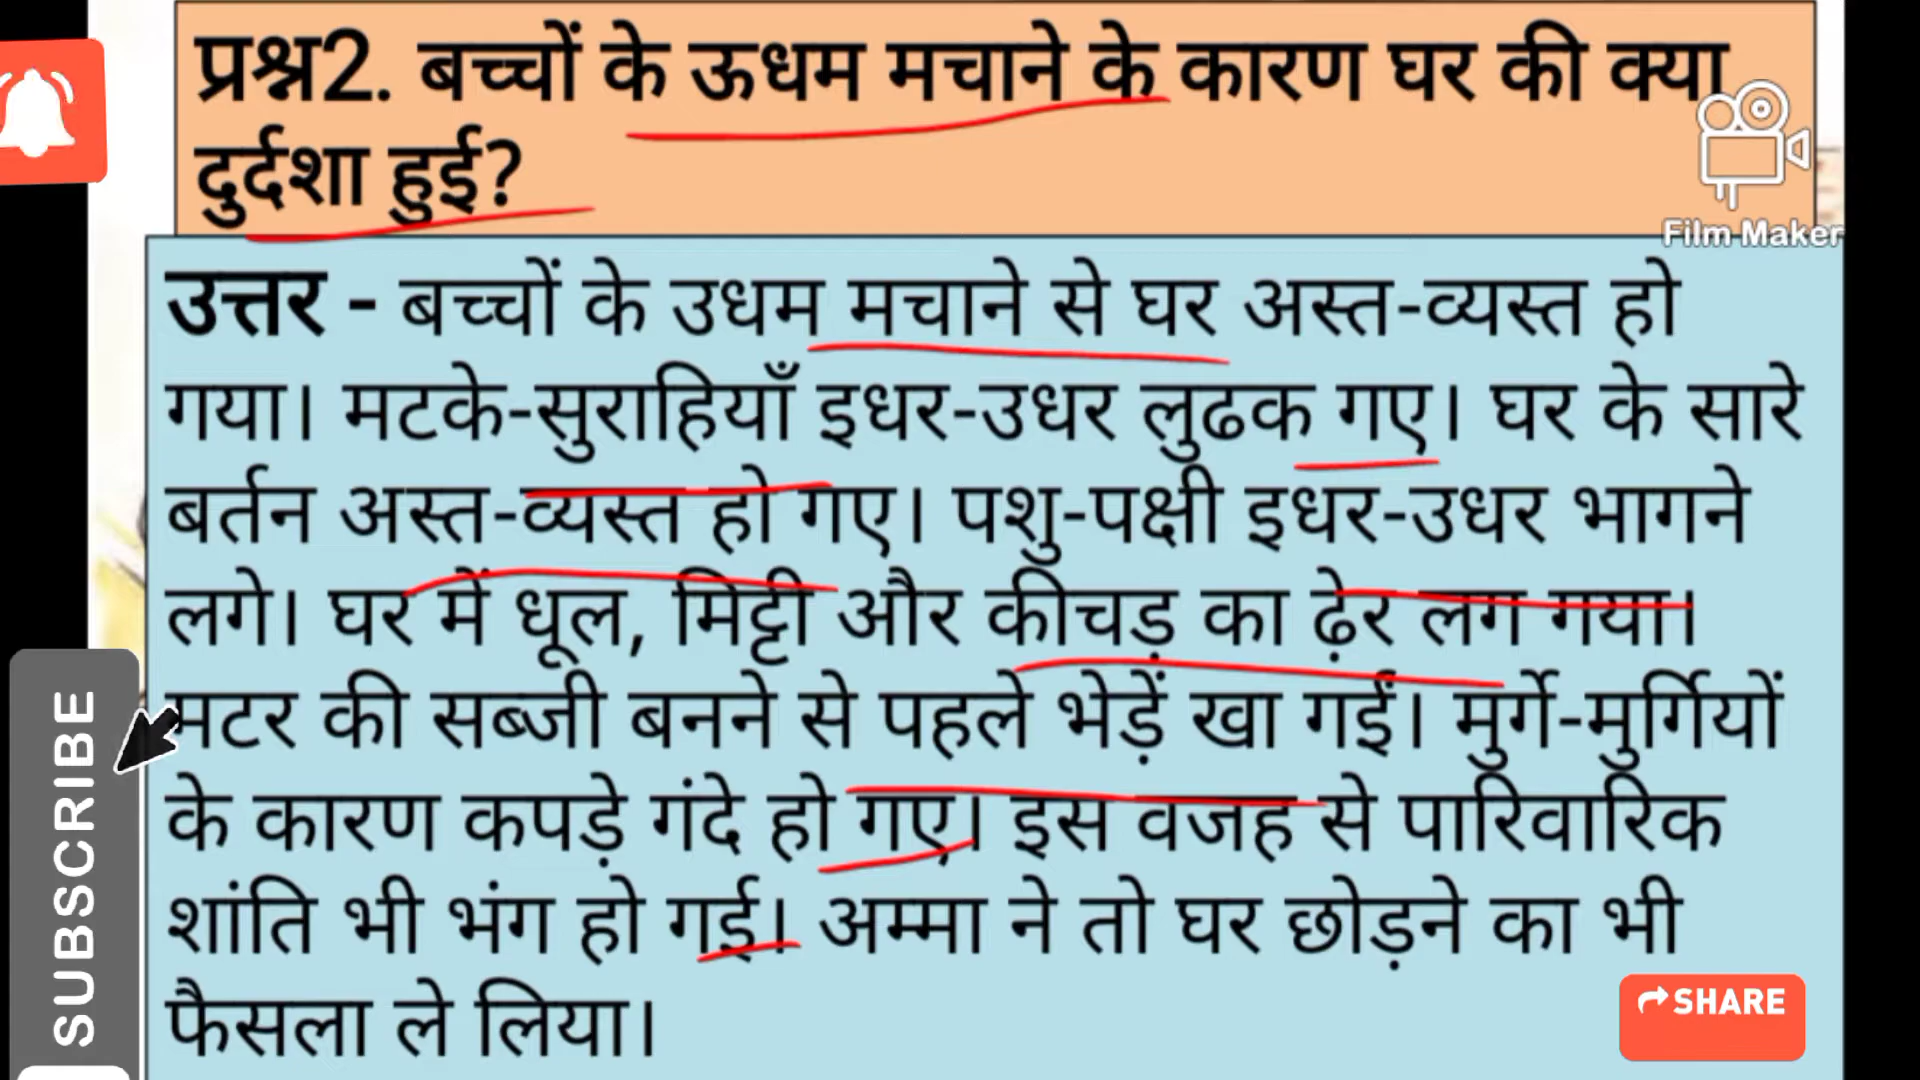 प्रश्न2. बच्चों के ऊधम मचाने के कारण घर की क्या
दुर्दशा हुई?
Film Maker
उत्तर - बच्चों के उधम मचाने से घर अस्त-व्यस्त हो
गया। मटके-सुराहियाँ इधर-उधर लुढक गए। घर के सारे
बर्तन अस्त-व्यस्त हो गए। पशु-पक्षी इधर-उधर भागने
लगे। घर में धूल, मिट्टी और कीचड़ का ढ़ेर लग गया।
मटर की सब्जी बनने से पहले भेड़ें खा गईं। मुर्गे-मुर्गियों
के कारण कपड़े गंदे हो गए। इस वजह से पारिवारिक
शांति भी भंग हो गई। अम्मा ने तो घर छोड़ने का भी
फैसला ले लिया।
SUBSCRIBE
SHARE